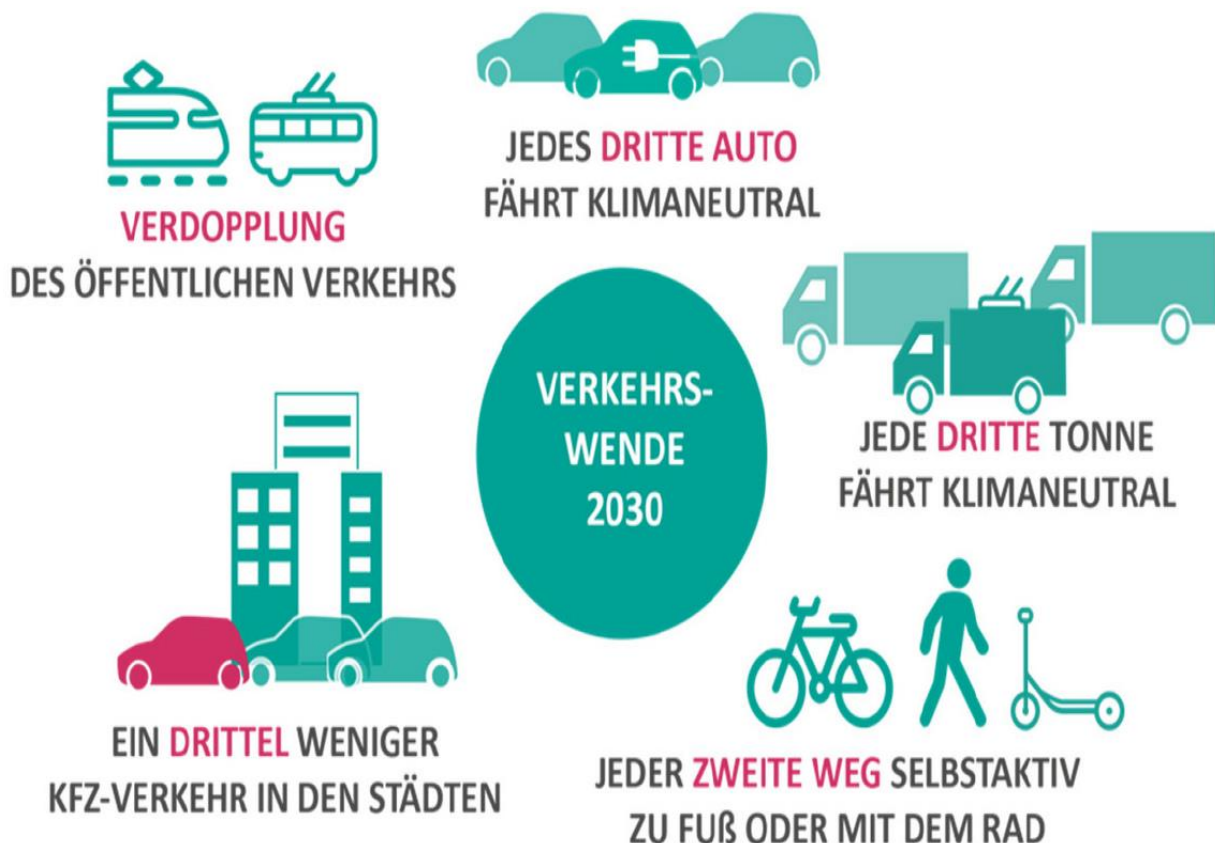 JEDES DRITTE AUTO
FÄHRT KLIMANEUTRAL
VERDOPPLUNG
DES ÖFFENTLICHEN VERKEHRS
VERKEHRS-
WENDE
2030
JEDE DRITTE TONNE
FÄHRT KLIMANEUTRAL
EIN DRITTEL WENIGER
KFZ-VERKEHR IN DEN STÄDTEN
JEDER ZWEITE WEG SELBSTAKTIV
ZU FUß ODER MIT DEM RAD